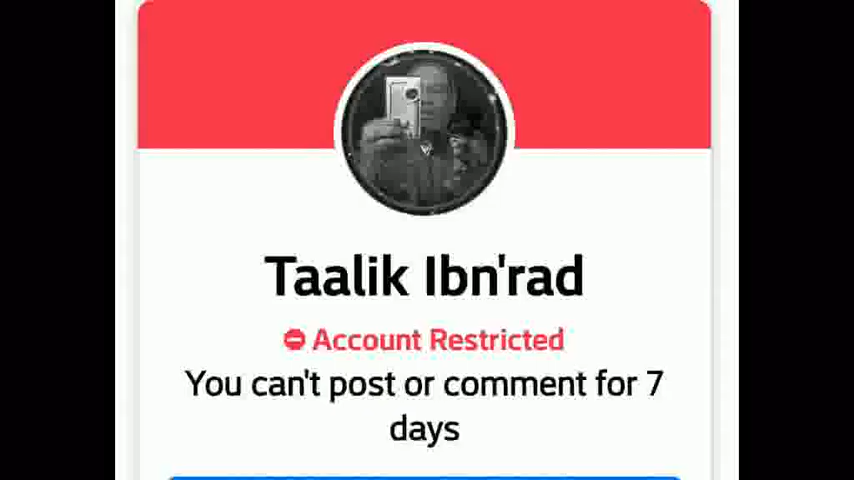 Taalik Ibn'rad
Account Restricted
You can't post or comment for 7
days